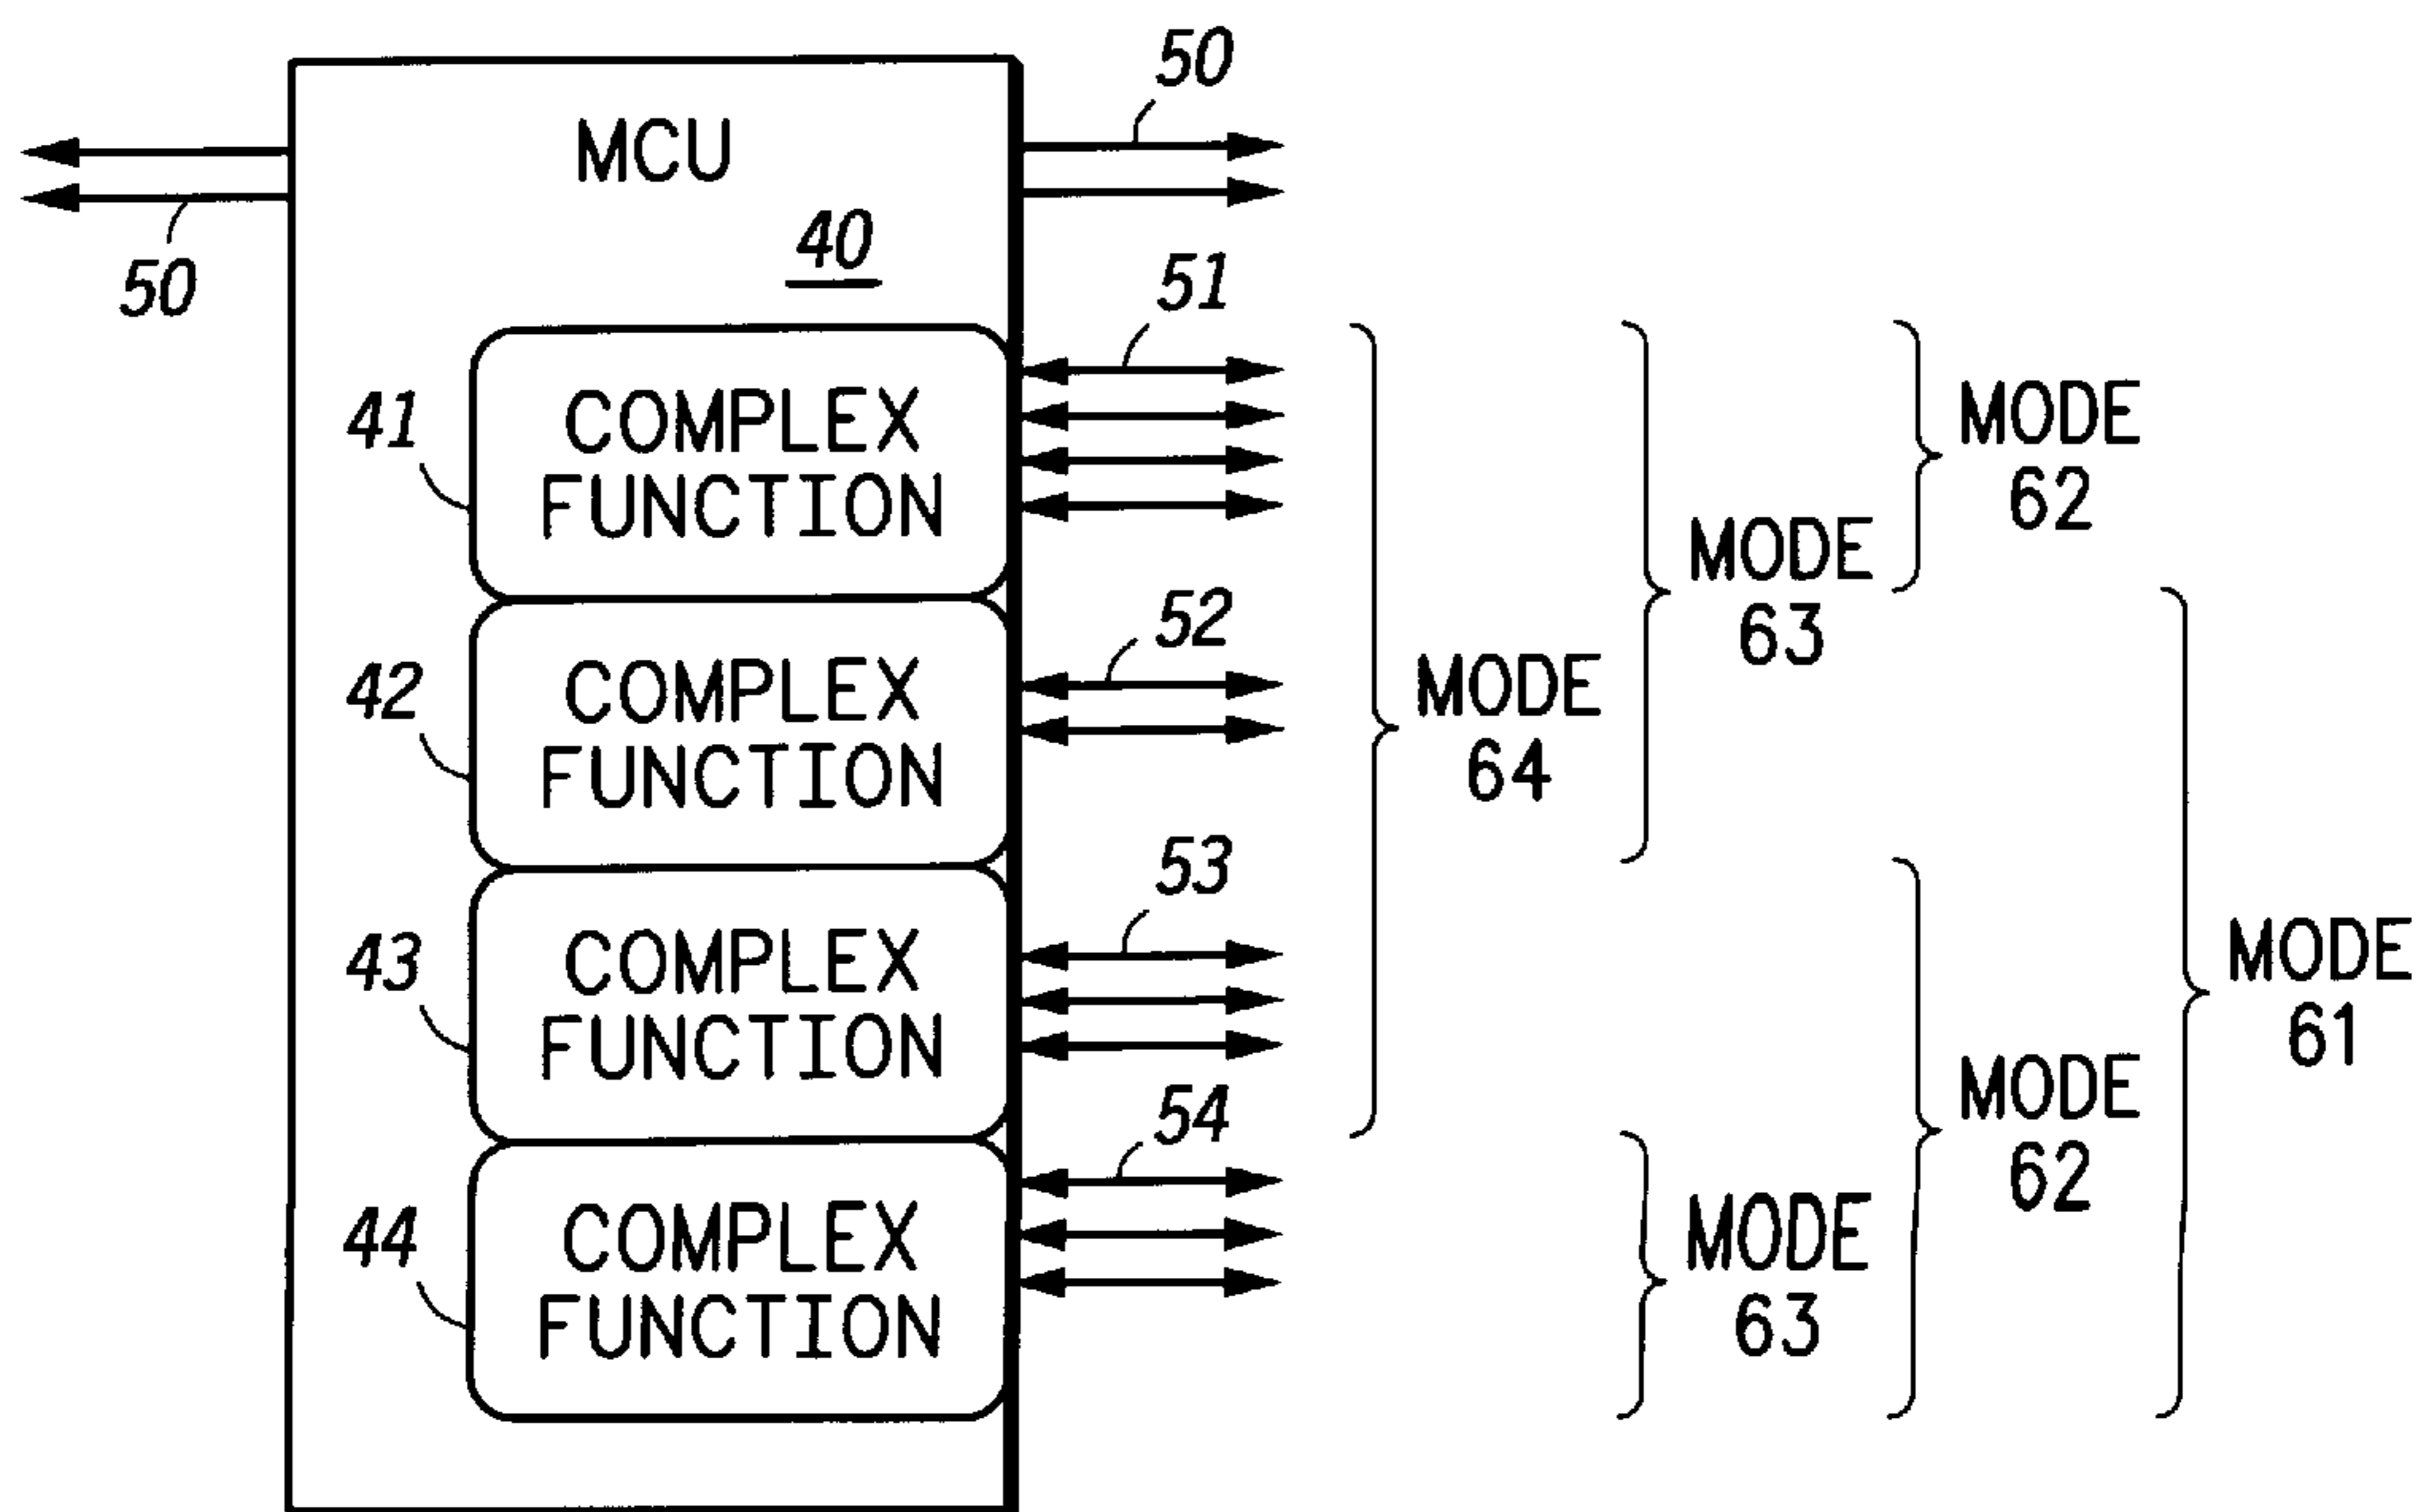 50
MCU
40
50
51
41
COMPLEX
FUNCTION
MODE
62
MODE
63
52
42
COMPLEX
FUNCTION
MODE
64
53
43
COMPLEX
FUNCTION
MODE
61
54
MODE
62
44
COMPLEX
FUNCTION
MODE
63